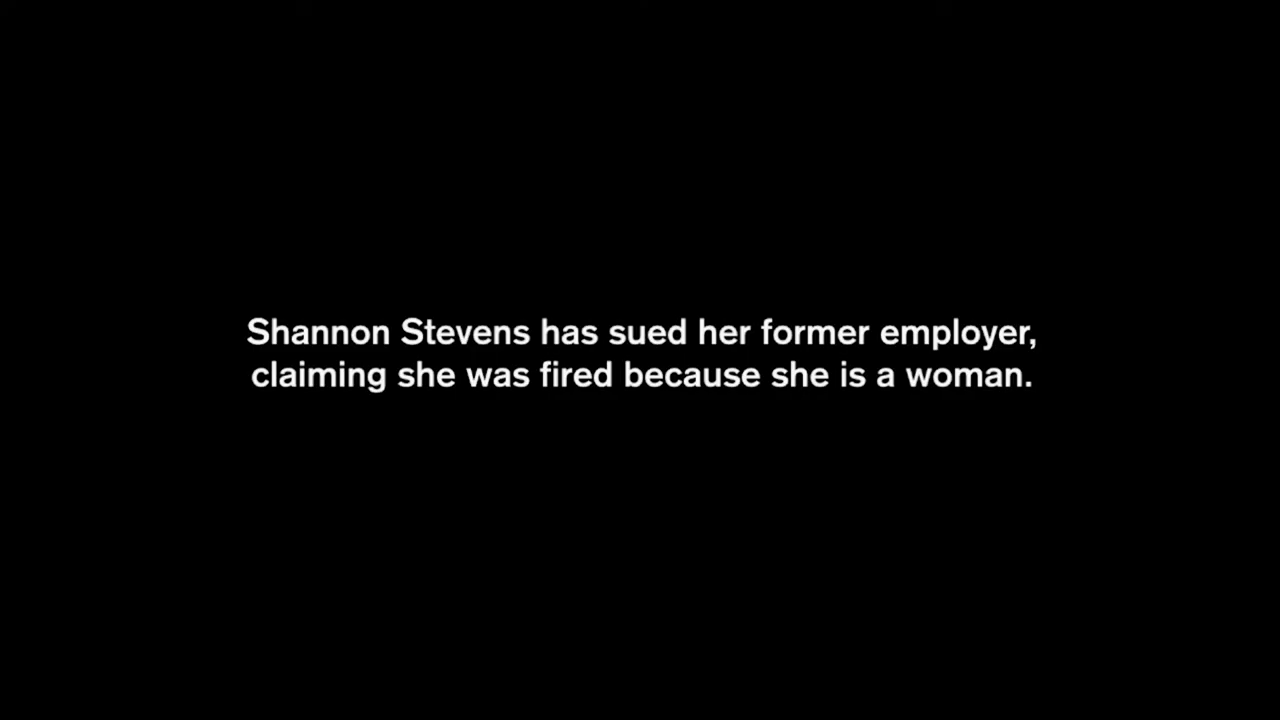 Shannon Stevens has sued her former employer,
claiming she was fired because she is a woman.